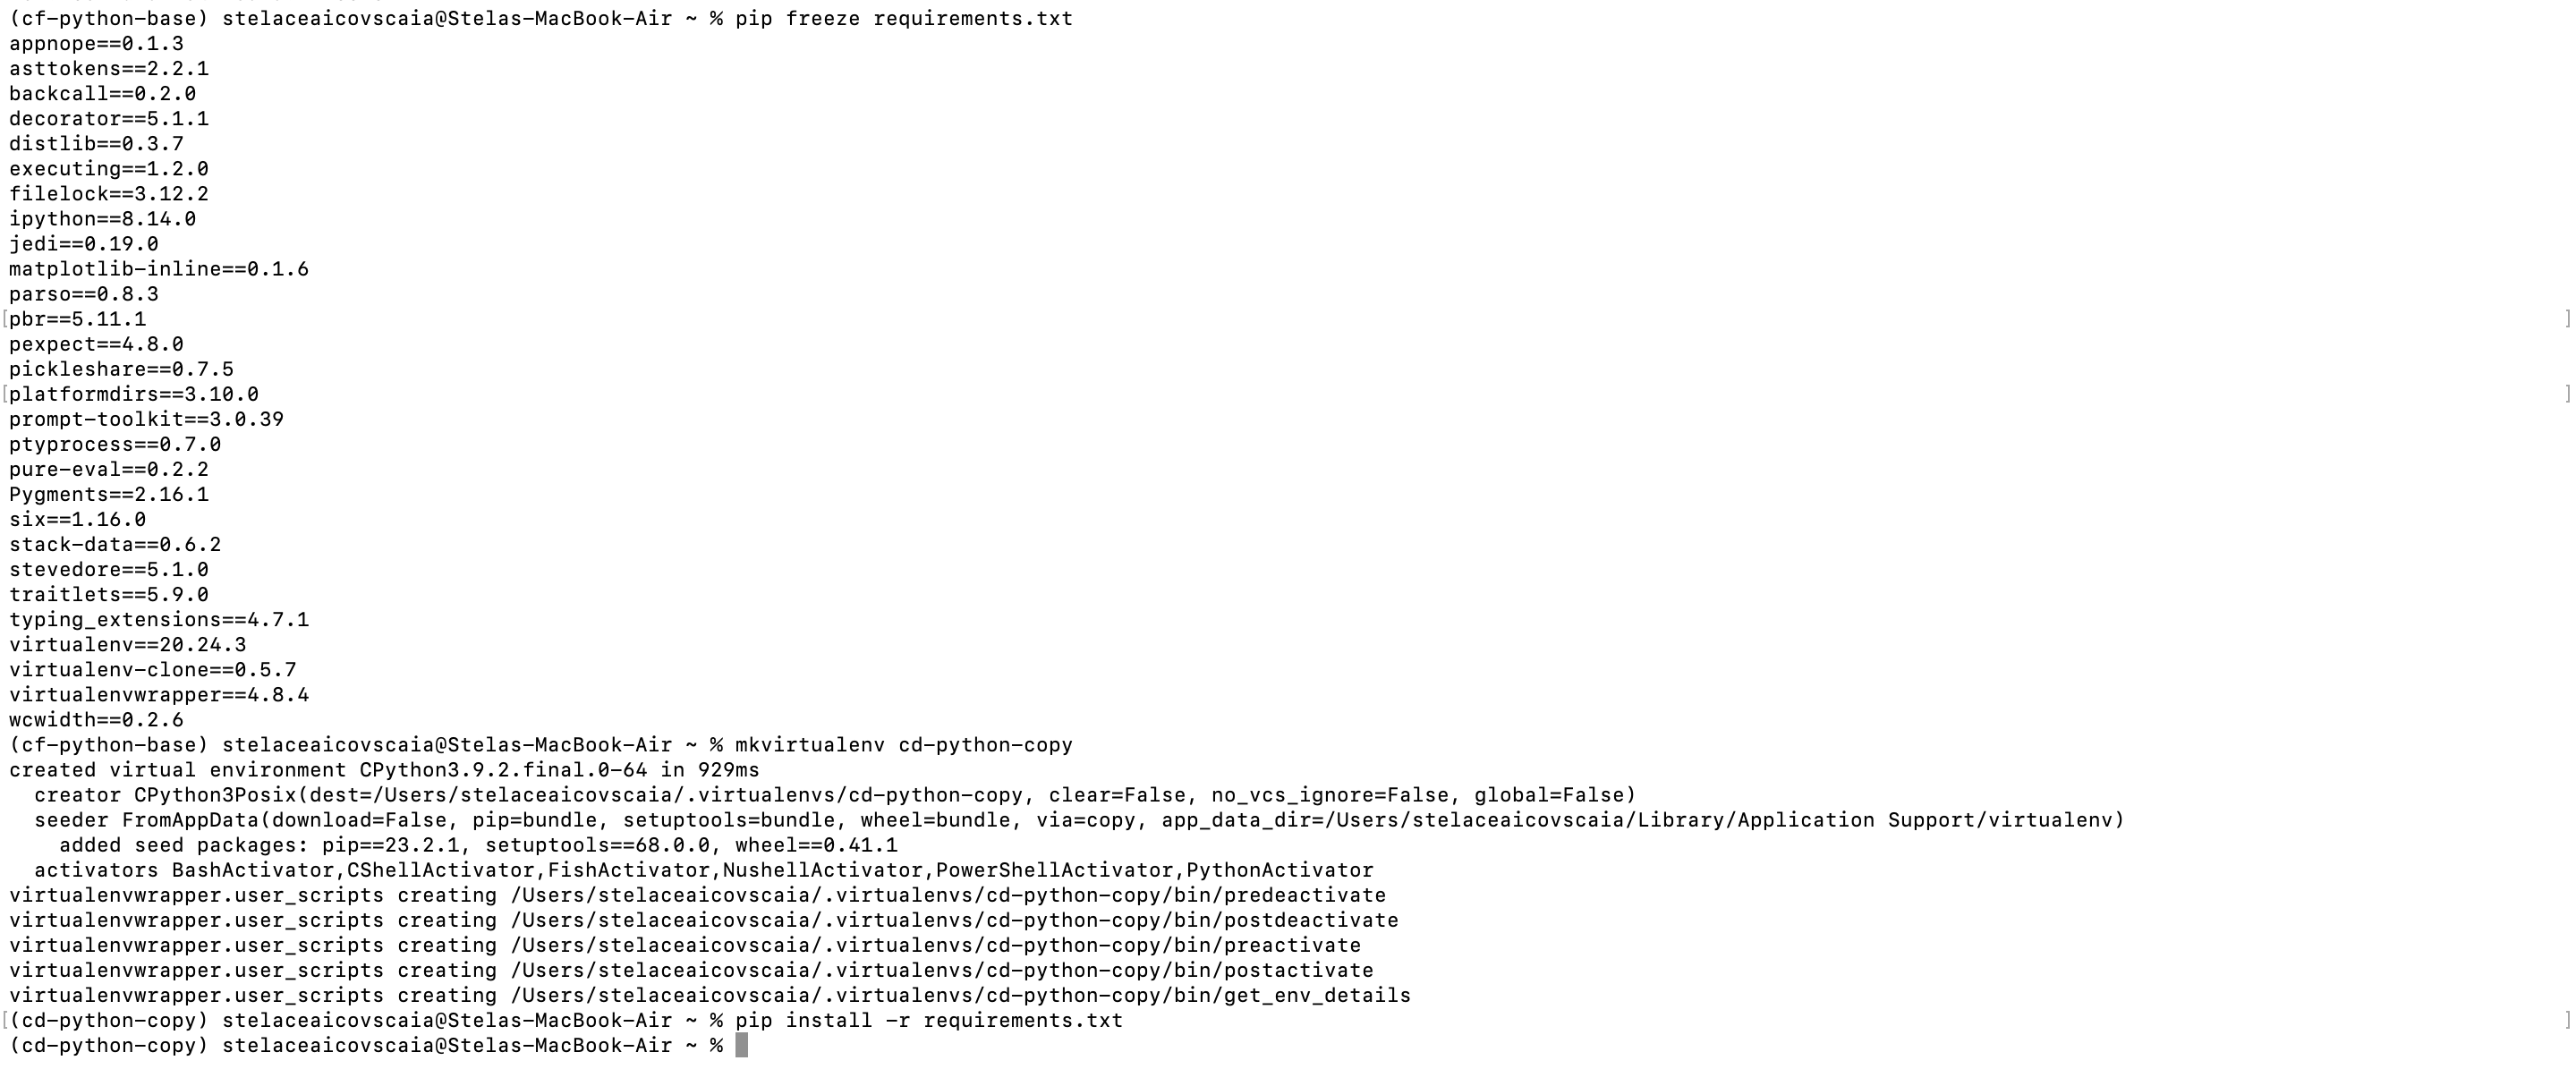 (cf-python-base) stelaceaicovscaia@Stelas-MacBook-Air ~ % pip freeze requirements.txt
appnope==0.1.3
asttokens==2.2.1
backcall==0.2.0
decorator==5.1.1
distlib==0.3.7
executing==1.2.0
filelock==3.12.2
ipython==8.14.0
jedi==0.19.0
matplotlib-inline==0.1.6
parso==0.8.3
[pbr==5.11.1 ]
pexpect==4.8.0
pickleshare==0.7.5
[platformdirs==3.10.0 ]
prompt-toolkit==3.0.39
ptyprocess==0.7.0
pure-eval==0.2.2
Pygments==2.16.1
six==1.16.0
stack-data==0.6.2
stevedore==5.1.0
traitlets==5.9.0
typing_extensions==4.7.1
virtualenv==20.24.3
virtualenv-clone==0.5.7
virtualenvwrapper==4.8.4
wcwidth==0.2.6
(cf-python-base) stelaceaicovscaia@Stelas-MacBook-Air ~ % mkvirtualenv cd-python-copy
created virtual environment CPython3.9.2.final.0-64 in 929ms
  creator CPython3Posix(dest=/Users/stelaceaicovscaia/.virtualenvs/cd-python-copy, clear=False, no_vcs_ignore=False, global=False)
  seeder FromAppData(download=False, pip=bundle, setuptools=bundle, wheel=bundle, via=copy, app_data_dir=/Users/stelaceaicovscaia/Library/Application Support/virtualenv)
    added seed packages: pip==23.2.1, setuptools==68.0.0, wheel==0.41.1
  activators BashActivator,CShellActivator,FishActivator,NushellActivator,PowerShellActivator,PythonActivator
virtualenvwrapper.user_scripts creating /Users/stelaceaicovscaia/.virtualenvs/cd-python-copy/bin/predeactivate
virtualenvwrapper.user_scripts creating /Users/stelaceaicovscaia/.virtualenvs/cd-python-copy/bin/postdeactivate
virtualenvwrapper.user_scripts creating /Users/stelaceaicovscaia/.virtualenvs/cd-python-copy/bin/preactivate
virtualenvwrapper.user_scripts creating /Users/stelaceaicovscaia/.virtualenvs/cd-python-copy/bin/postactivate
virtualenvwrapper.user_scripts creating /Users/stelaceaicovscaia/.virtualenvs/cd-python-copy/bin/get_env_details
[(cd-python-copy) stelaceaicovscaia@Stelas-MacBook-Air ~ % pip install -r requirements.txt ]
(cd-python-copy) stelaceaicovscaia@Stelas-MacBook-Air ~ %